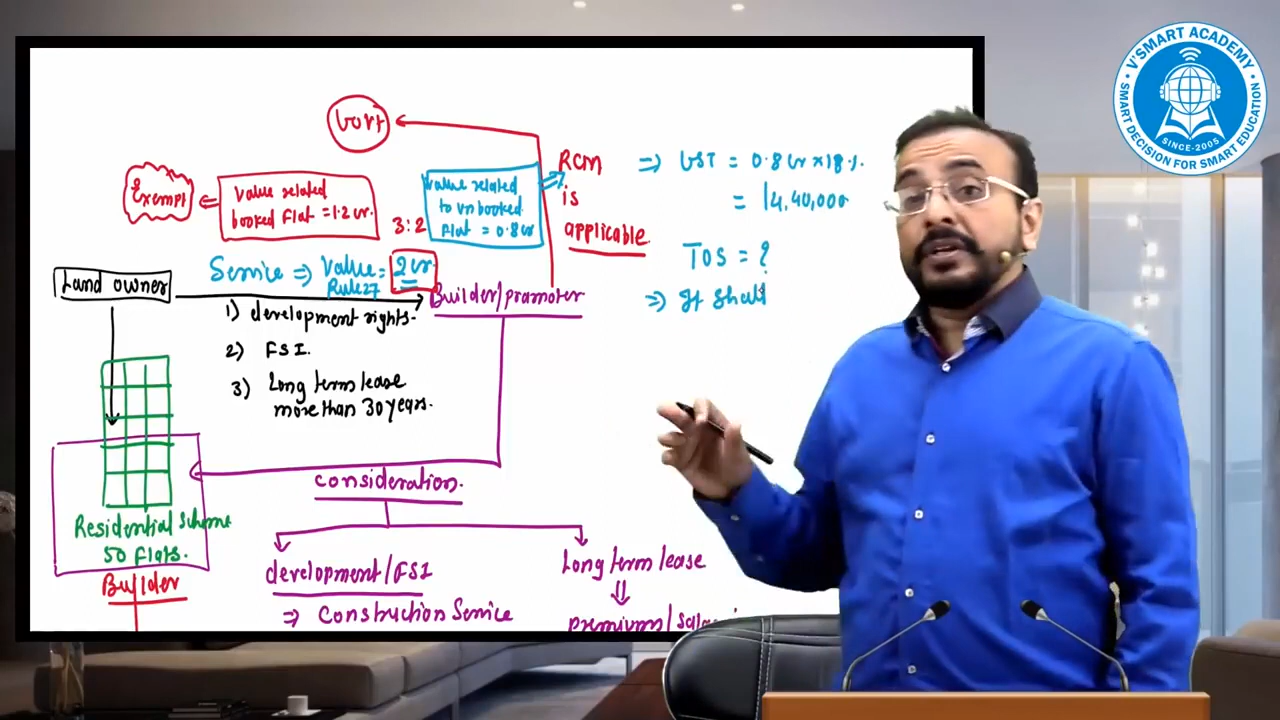 V'SMART ACADEMY
SMART DECISION FOR SMART EDUCATION
SINCE-2005
Govt
Exempt
Value related
booked Flat = 1.2 cr.
3:2
Value related
to unbooked
Flat = 0.8 cr
RCM
is
applicable
⇒ GST = 0.8 cr × 18%.
= 14,40,000
TOS = ?
⇒ It shall
Land owner
Service ⇒ Value = 2 cr.
Rule 27
Builder/promoter
1) development rights.
2) FSI.
3) Long term lease
more than 30 years.
Residential Scheme
50 Flats.
Builder
consideration.
development/FSI
⇒ Construction Service
Long term lease
⇓
premium/